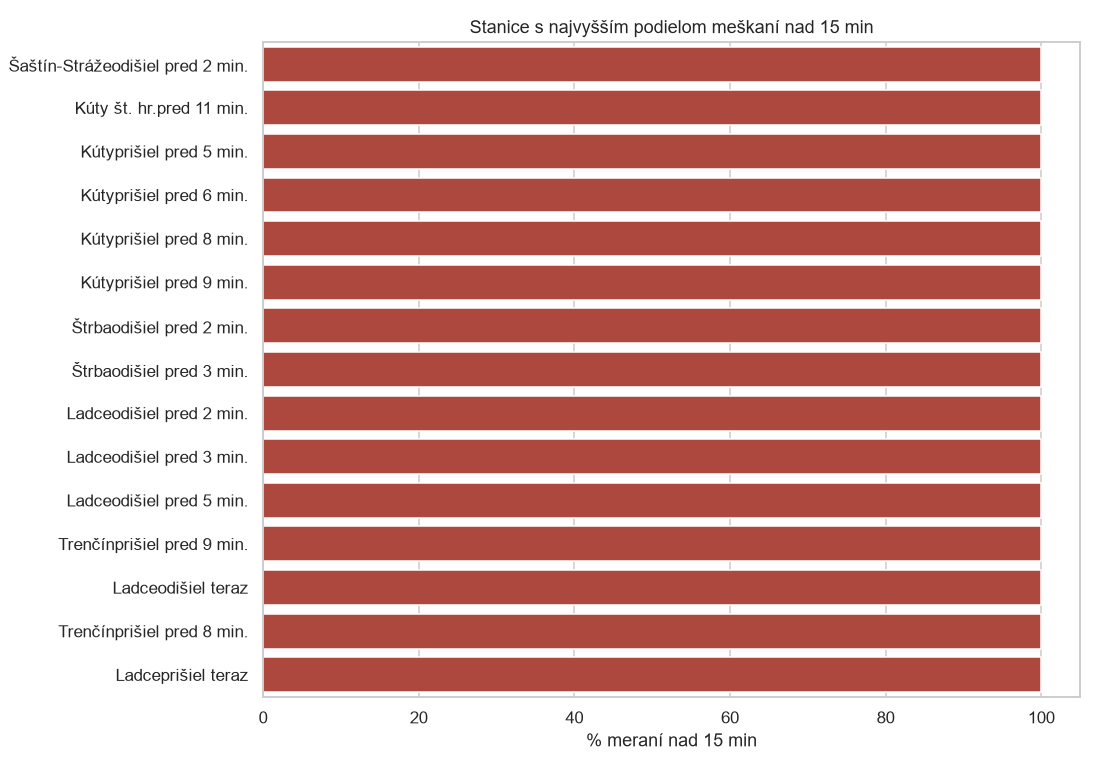 Stanice s najvyšším podielom meškaní nad 15 min
Šaštín-Strážeodišiel pred 2 min.
Kúty št. hr.pred 11 min.
Kútyprišiel pred 5 min.
Kútyprišiel pred 6 min.
Kútyprišiel pred 8 min.
Kútyprišiel pred 9 min.
Štrbaodišiel pred 2 min.
Štrbaodišiel pred 3 min.
Ladceodišiel pred 2 min.
Ladceodišiel pred 3 min.
Ladceodišiel pred 5 min.
Trenčínprišiel pred 9 min.
Ladceodišiel teraz
Trenčínprišiel pred 8 min.
Ladceprišiel teraz
0 20 40 60 80 100
% meraní nad 15 min